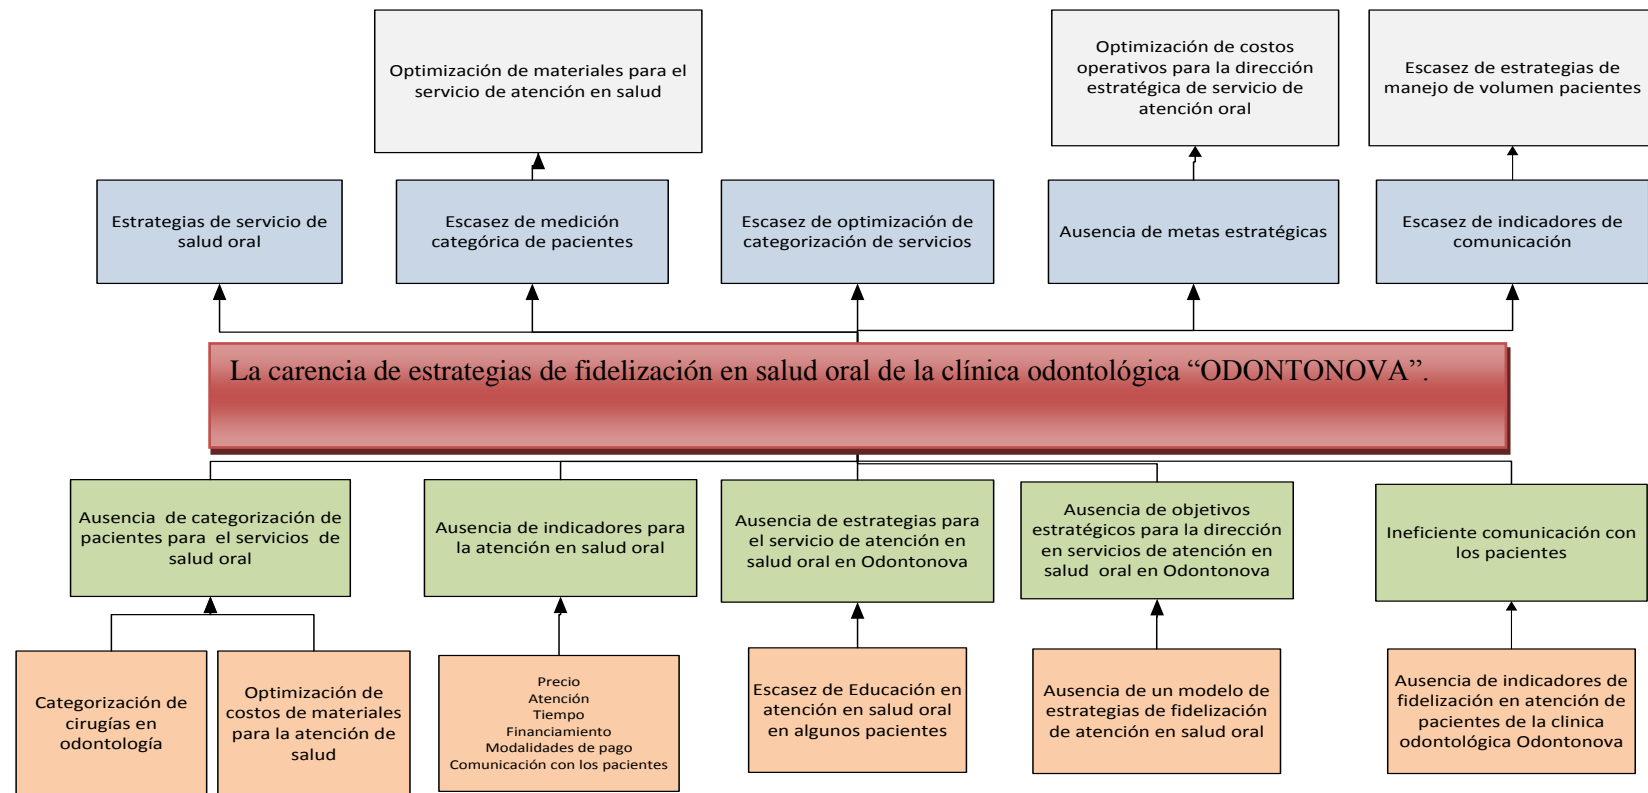 Optimización de materiales para el
servicio de atención en salud
Optimización de costos
operativos para la dirección
estratégica de servicio de
atención oral
Escasez de estrategias de
manejo de volumen pacientes
Estrategias de servicio de
salud oral
Escasez de medición
categórica de pacientes
Escasez de optimización de
categorización de servicios
Ausencia de metas estratégicas
Escasez de indicadores de
comunicación
La carencia de estrategias de fidelización en salud oral de la clínica odontológica “ODONTONOVA”.
Ausencia de categorización de
pacientes para el servicios de
salud oral
Ausencia de indicadores para
la atención en salud oral
Ausencia de estrategias para
el servicio de atención en
salud oral en Odontonova
Ausencia de objetivos
estratégicos para la dirección
en servicios de atención en
salud oral en Odontonova
Ineficiente comunicación con
los pacientes
Categorización de
cirugías en
odontología
Optimización de
costos de materiales
para la atención de
salud
Precio
Atención
Tiempo
Financiamiento
Modalidades de pago
Comunicación con los pacientes
Escasez de Educación en
atención en salud oral
en algunos pacientes
Ausencia de un modelo de
estrategias de fidelización
de atención en salud oral
Ausencia de indicadores de
fidelización en atención de
pacientes de la clinica
odontológica Odontonova